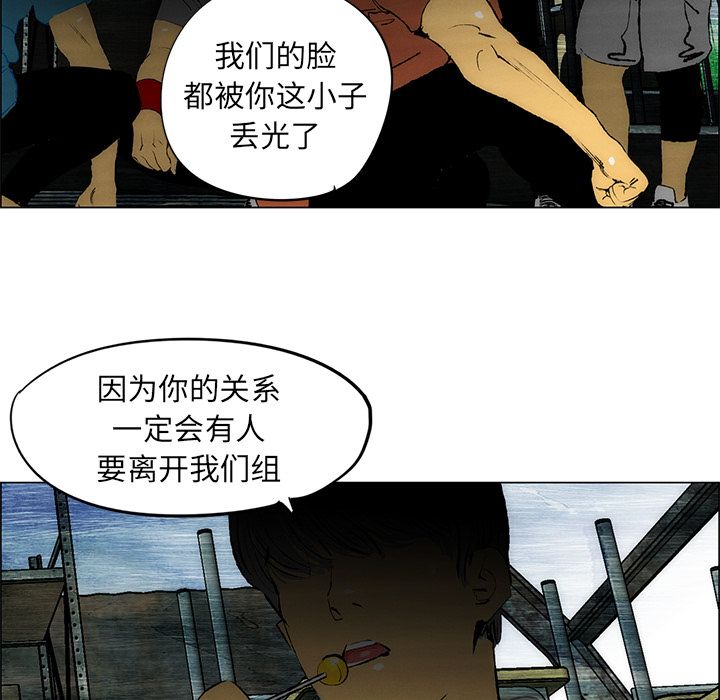 我们的脸
都被你这小子
丢光了
因为你的关系
一定会有人
要离开我们组